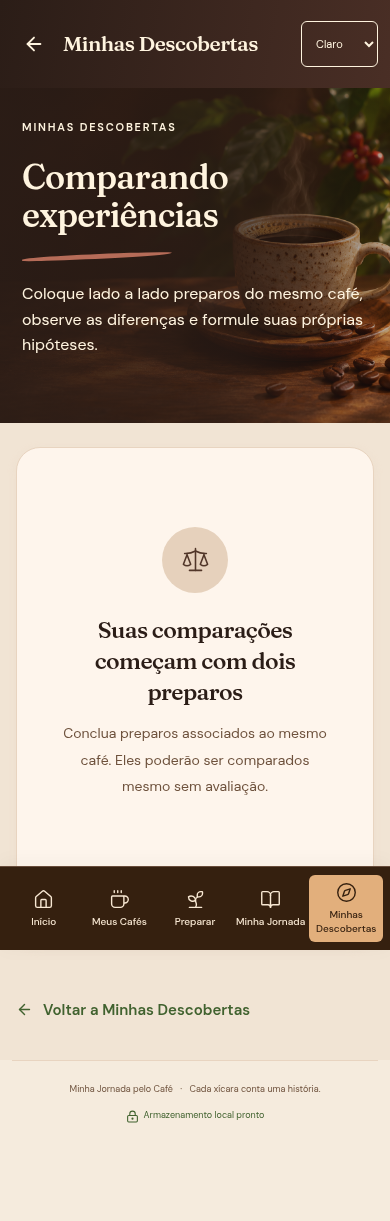 Minhas Descobertas
Claro
MINHAS DESCOBERTAS
Comparando
experiências
Coloque lado a lado preparos do mesmo café,
observe as diferenças e formule suas próprias
hipóteses.
Suas comparações
começam com dois
preparos
Conclua preparos associados ao mesmo
café. Eles poderão ser comparados
mesmo sem avaliação.
Início
Meus Cafés
Preparar
Minha Jornada
Minhas
Descobertas
Voltar a Minhas Descobertas
Minha Jornada pelo Café · Cada xícara conta uma história.
Armazenamento local pronto